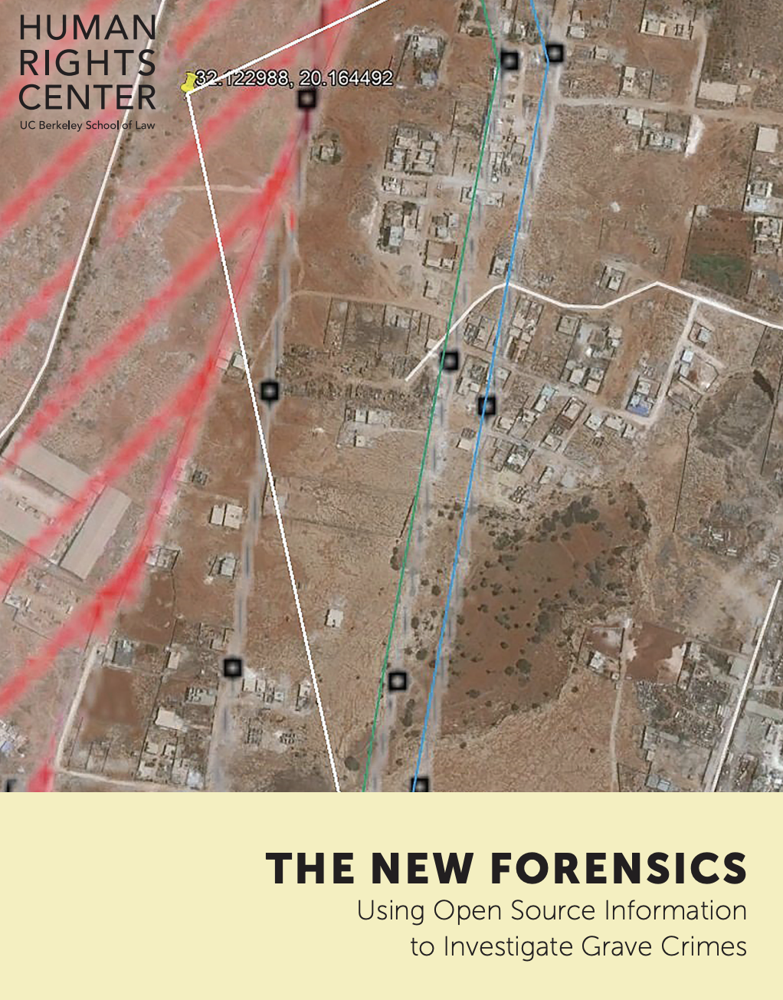 HUMAN
RIGHTS
CENTER
UC Berkeley School of Law
32.122988, 20.164492
THE NEW FORENSICS
Using Open Source Information
to Investigate Grave Crimes